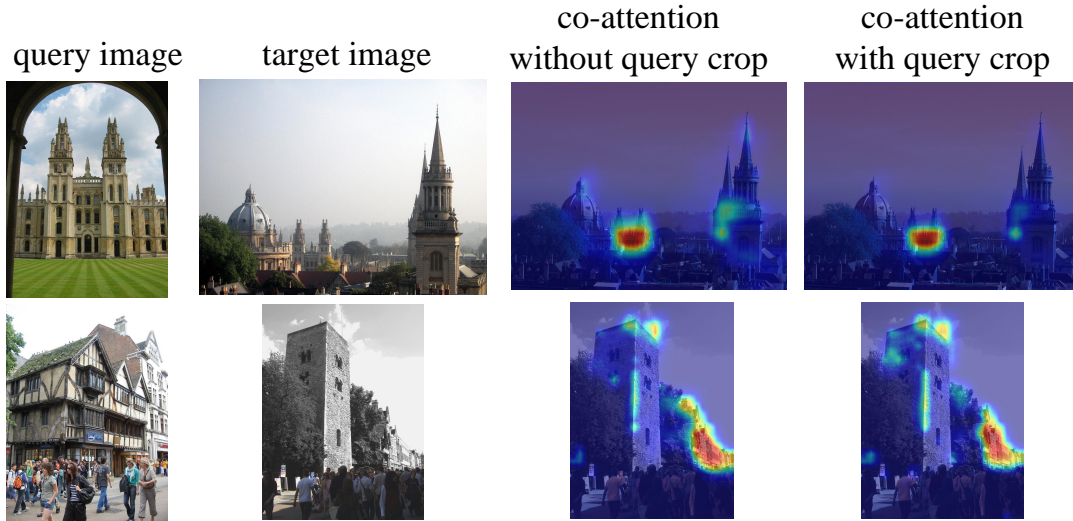 query image
target image
co-attention
without query crop
co-attention
with query crop